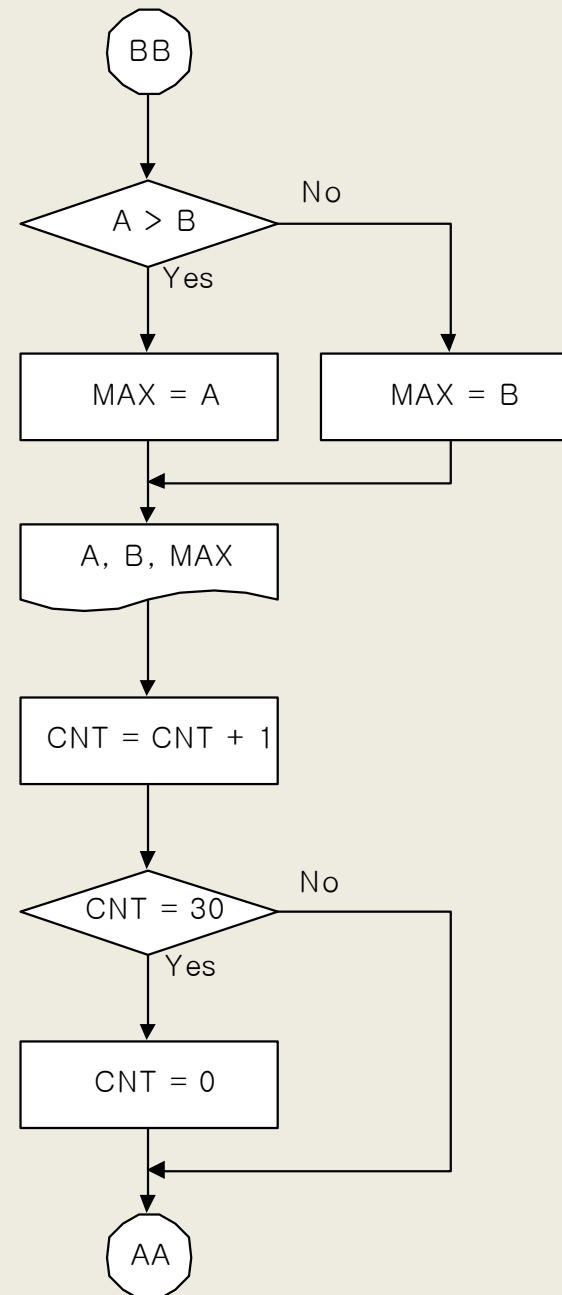 BB
A > B
No
Yes
MAX = A
MAX = B
A, B, MAX
CNT = CNT + 1
CNT = 30
No
Yes
CNT = 0
AA